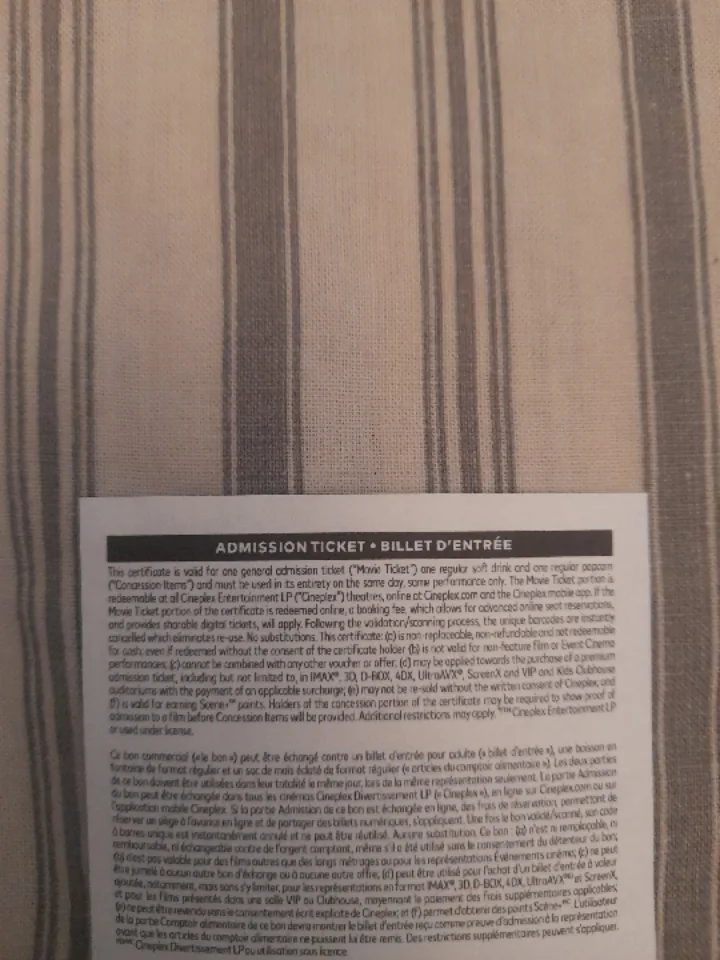 ADMISSION TICKET • BILLET D'ENTRÉE
This certificate is valid for one general admission ticket ("Movie Ticket") one regular soft drink and one regular popcorn
("Concession Items") and must be used in its entirety on the same day, same performance only. The Movie Ticket portion is
redeemable at all Cineplex Entertainment LP ("Cineplex") theatres, online at Cineplex.com and the Cineplex mobile app. If the
Movie Ticket portion of the certificate is redeemed online, a booking fee, which allows for advanced online seat reservations,
and provides sharable digital tickets, will apply. Following the validation/scanning process, the unique barcodes are instantly
cancelled which eliminates re-use. No substitutions. This certificate: (a) is non-replaceable, non-refundable and not redeemable
for cash, even if redeemed without the consent of the certificate holder (b) is not valid for non-feature film or Event Cinema
performances; (c) cannot be combined with any other voucher or offer, (d) may be applied towards the purchase of a premium
admission ticket, including but not limited to, in IMAX®, 3D, D-BOX, 4DX, UltraAVX®, ScreenX and VIP and Kids Clubhouse
auditoriums with the payment of an applicable surcharge; (e) may not be re-sold without the written consent of Cineplex; and
(f) is valid for earning Scene+™ points. Holders of the concession portion of the certificate may be required to show proof of
admission to a film before Concession Items will be provided. Additional restrictions may apply. ®/™ Cineplex Entertainment LP
or used under license.
Ce bon commercial (« le bon ») peut être échangé contre un billet d'entrée pour adulte (« billet d'entrée »), une boisson en
fontaine de format régulier et un sac de maïs éclaté de format régulier (« articles du comptoir alimentaire »). Les deux parties
de ce bon doivent être utilisées dans leur totalité le même jour, lors de la même représentation seulement. La partie Admission
du bon peut être échangée dans tous les cinémas Cineplex Divertissement LP (« Cineplex »), en ligne sur Cineplex.com ou sur
l'application mobile Cineplex. Si la partie Admission de ce bon est échangée en ligne, des frais de réservation, permettant de
réserver un siège à l'avance en ligne et de partager des billets numériques, s'appliquent. Une fois le bon validé/scanné, son code
à barres unique est instantanément annulé et ne peut être réutilisé. Aucune substitution. Ce bon : (a) n'est ni remplaçable, ni
remboursable, ni échangeable contre de l'argent comptant, même s'il a été utilisé sans le consentement du détenteur du bon;
(b) n'est pas valable pour des films autres que des longs métrages ou pour les représentations Événements cinéma; (c) ne peut
être jumelé à aucun autre bon d'échange ou à aucune autre offre; (d) peut être utilisé pour l'achat d'un billet d'entrée à valeur
ajoutée, notamment, mais sans s'y limiter, pour les représentations en format IMAX®, 3D, D-BOX, 4DX, UltraAVXMD et ScreenX,
et pour les films présentés dans une salle VIP ou Clubhouse, moyennant le paiement des frais supplémentaires applicables;
(e) ne peut être revendu sans le consentement écrit explicite de Cineplex; et (f) permet d'obtenir des points Scène+MC. L'utilisateur
de la partie Comptoir alimentaire de ce bon devra montrer le billet d'entrée reçu comme preuve d'admission à la représentation
avant que les articles du comptoir alimentaire ne puissent lui être remis. Des restrictions supplémentaires peuvent s'appliquer.
MD/MC Cineplex Divertissement LP ou utilisation sous licence